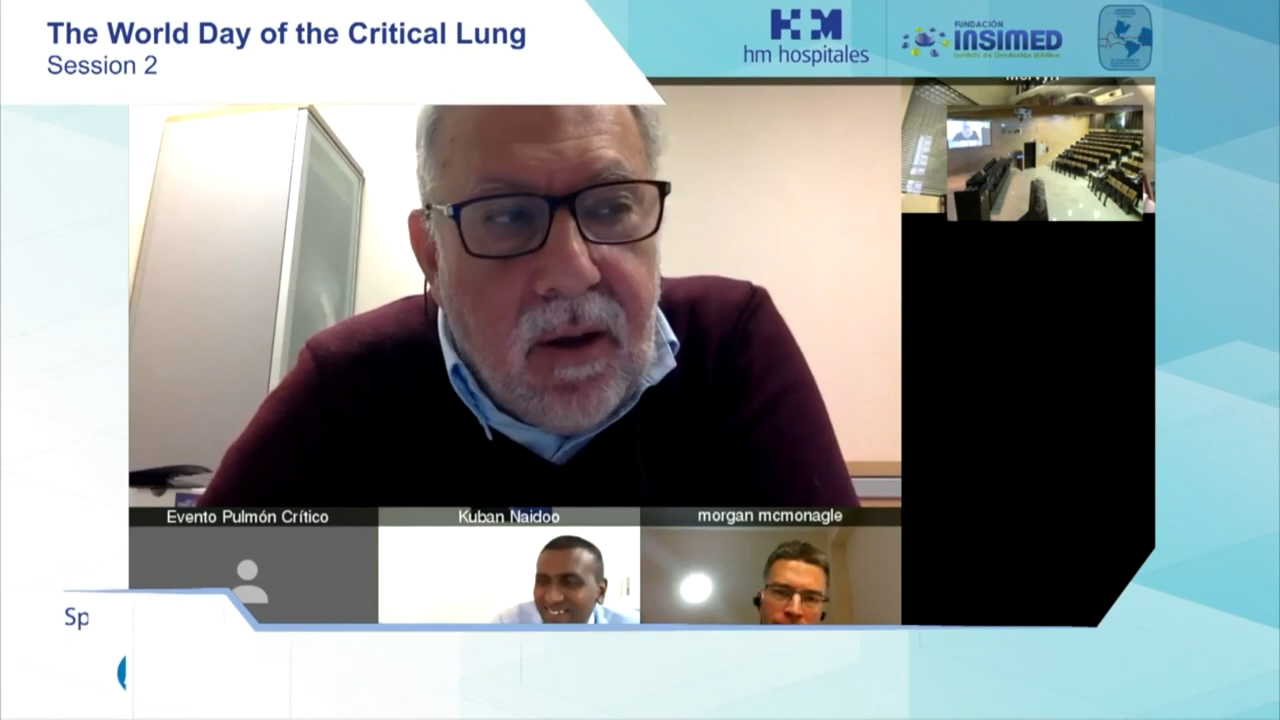 The World Day of the Critical Lung
Session 2
hm hospitales
FUNDACIÓN
INSIMED
Evento Pulmón Crítico
Kuban Naidoo
morgan mcmonagle
Sp